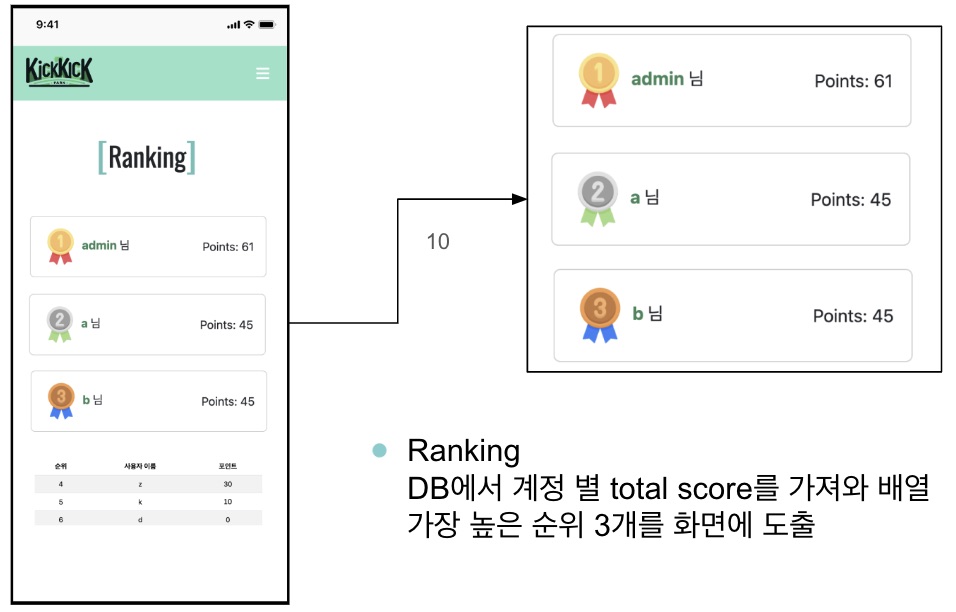 9:41
KickKicK
PARK
[Ranking]
1 admin 님 Points: 61
2 a 님 Points: 45
3 b 님 Points: 45
순위 사용자 이름 포인트
4 z 30
5 k 10
6 d 0
10
1 admin 님 Points: 61
2 a 님 Points: 45
3 b 님 Points: 45
• Ranking
DB에서 계정 별 total score를 가져와 배열
가장 높은 순위 3개를 화면에 도출